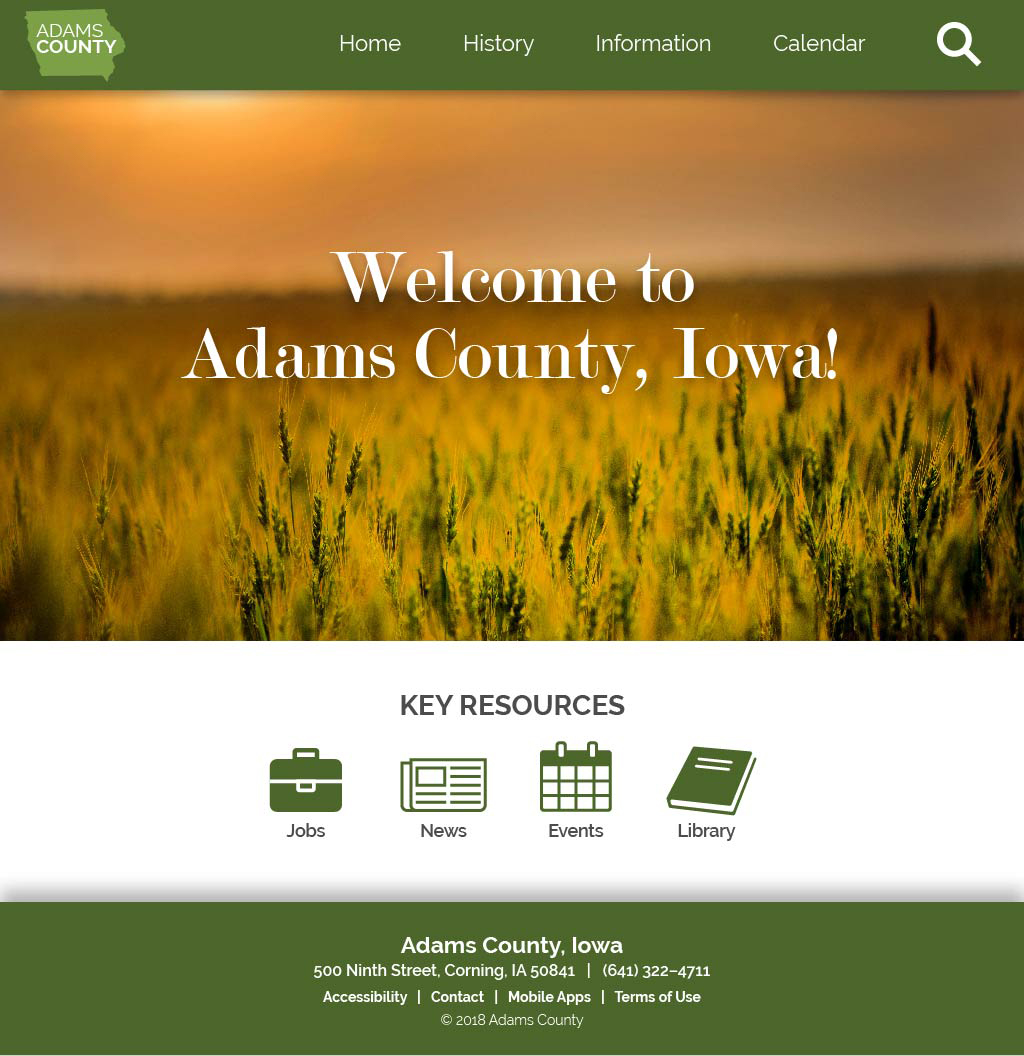 ADAMS
COUNTY
Home History Information Calendar
Welcome to
Adams County, Iowa!
KEY RESOURCES
Jobs News Events Library
Adams County, Iowa
500 Ninth Street, Corning, IA 50841 | (641) 322–4711
Accessibility | Contact | Mobile Apps | Terms of Use
© 2018 Adams County